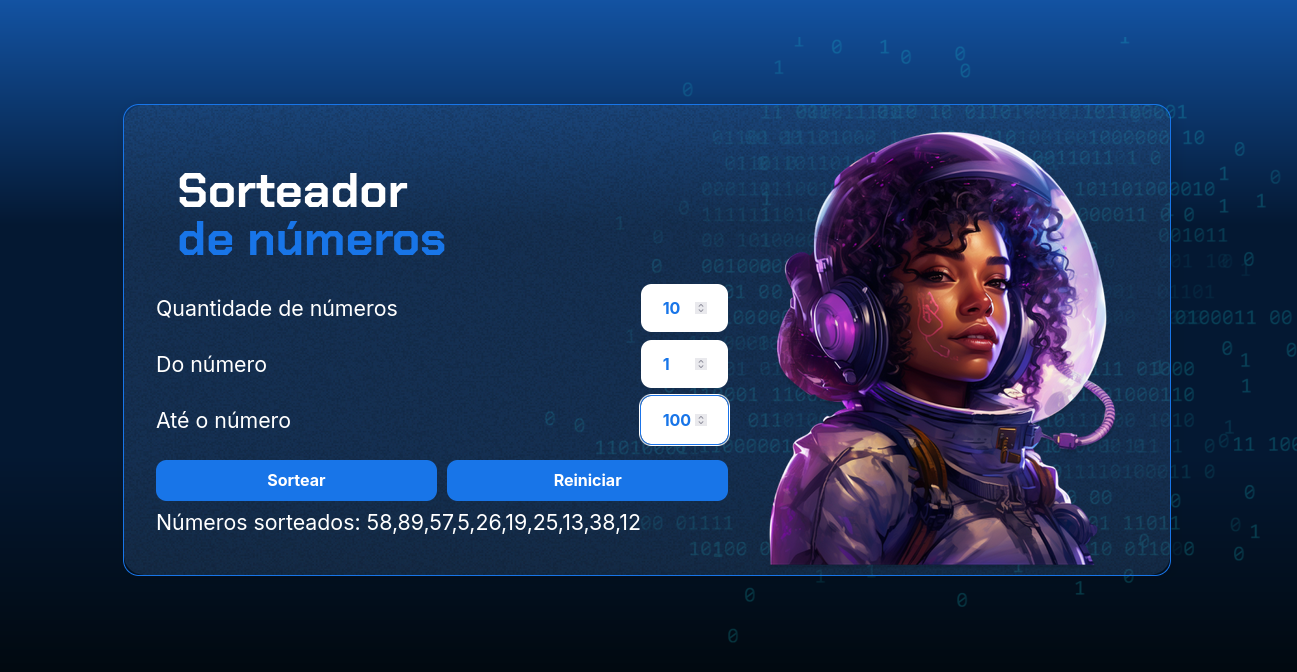 Sorteador
de números
Quantidade de números
10
Do número
1
Até o número
100
Sortear
Reiniciar
Números sorteados: 58,89,57,5,26,19,25,13,38,12